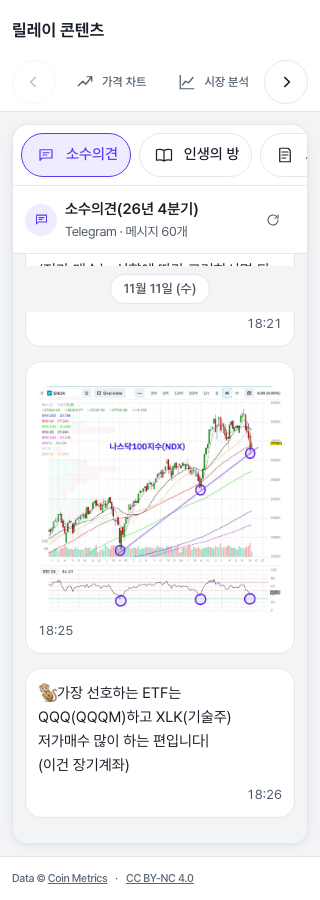 릴레이 콘텐츠
가격 차트
시장 분석
소수의견
인생의 방
소수의견(26년 4분기)
Telegram · 메시지 60개
11월 11일 (수)
18:21
$NDX
Overview
나스닥100지수(NDX)
RSI 14
18:25
🐒가장 선호하는 ETF는
QQQ(QQQM)하고 XLK(기술주)
저가매수 많이 하는 편입니다|
(이건 장기계좌)
18:26
Data © Coin Metrics · CC BY-NC 4.0